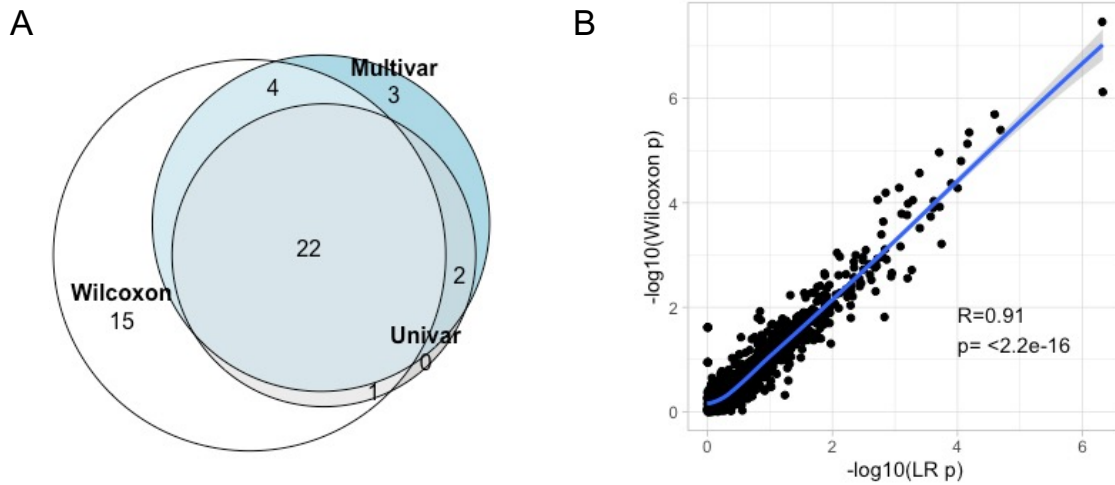 A
Multivar
4
3
22
2
Wilcoxon
15
Univar
0
1
B
-log10(Wilcoxon p)
6
4
2
0
R=0.91
p= <2.2e-16
0
2
4
6
-log10(LR p)